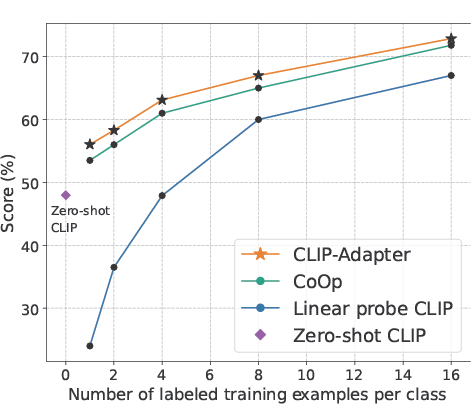 70
60
50
40
30
Score (%)
Zero-shot
CLIP
CLIP-Adapter
CoOp
Linear probe CLIP
Zero-shot CLIP
0 2 4 6 8 10 12 14 16
Number of labeled training examples per class